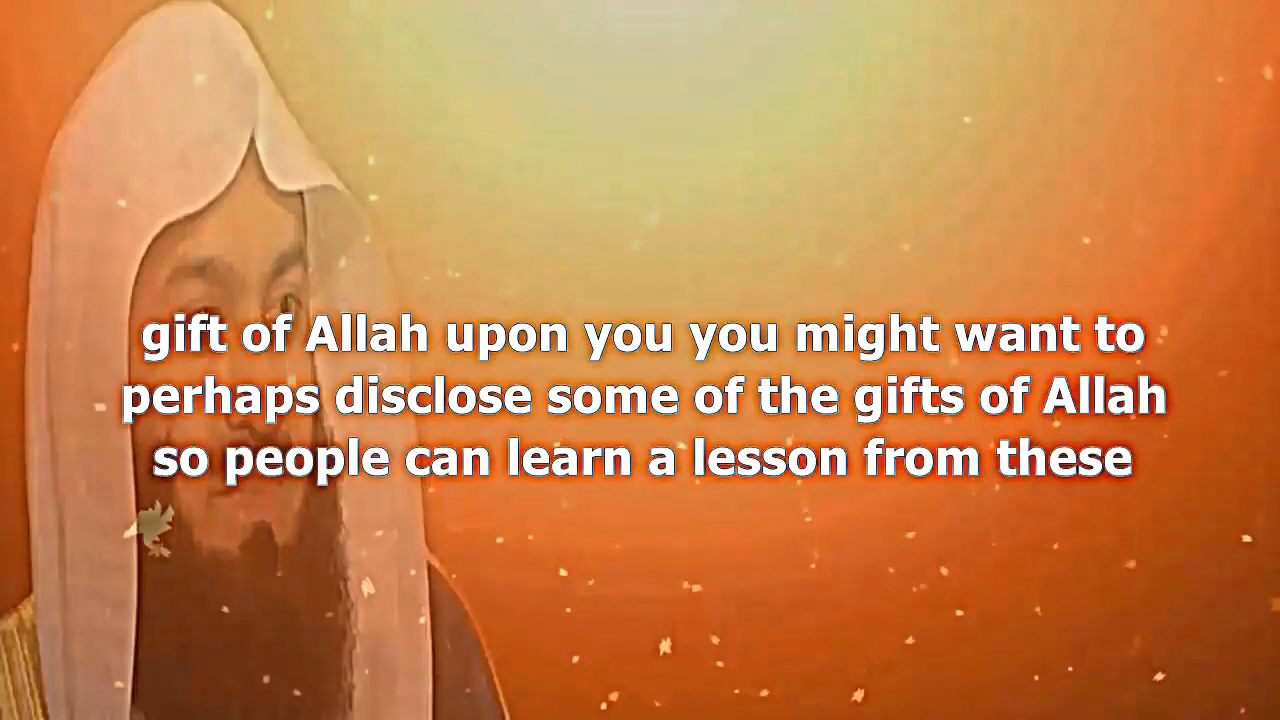 gift of Allah upon you you might want to
perhaps disclose some of the gifts of Allah
so people can learn a lesson from these